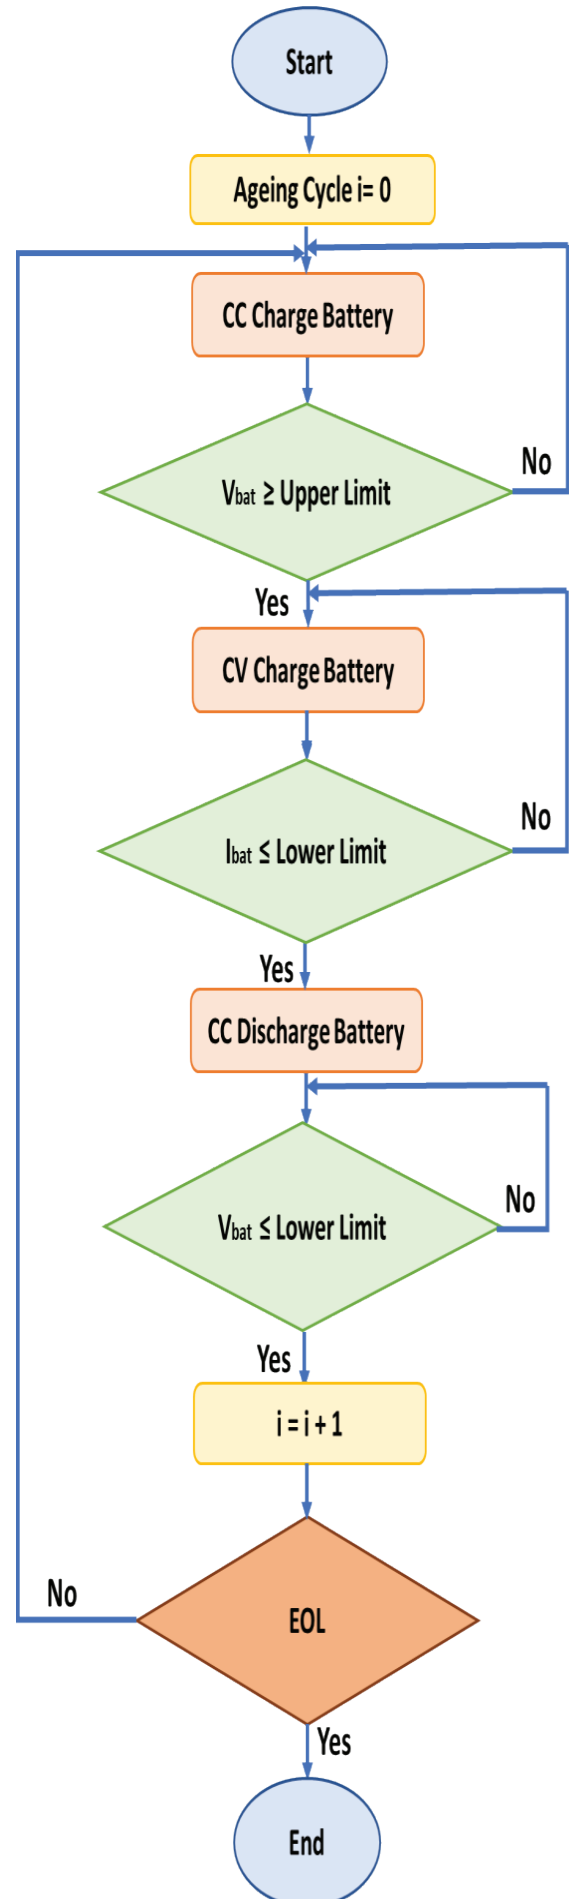 Start
Ageing Cycle i= 0
CC Charge Battery
Vbat ≥ Upper Limit
No
Yes
CV Charge Battery
Ibat ≤ Lower Limit
No
Yes
CC Discharge Battery
Vbat ≤ Lower Limit
No
Yes
i = i + 1
No
EOL
Yes
End